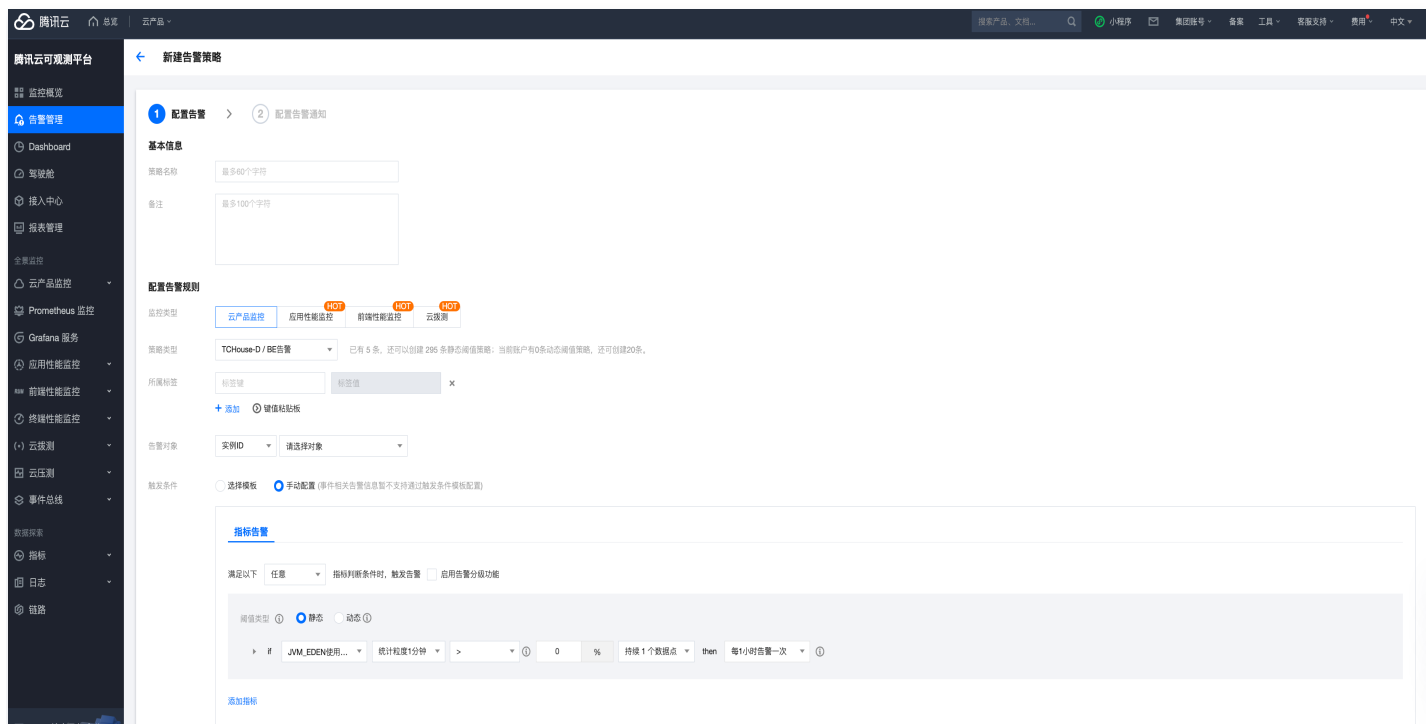 腾讯云 总览 云产品 搜索产品、文档... 小程序 集团账号 备案 工具 客服支持 费用 中文
腾讯云可观测平台
监控概览
告警管理
Dashboard
驾驶舱
接入中心
报表管理
全景监控
云产品监控
Prometheus 监控
Grafana 服务
应用性能监控
前端性能监控
终端性能监控
云拨测
云压测
事件总线
数据探索
指标
日志
链路
新建告警策略
1 配置告警 2 配置告警通知
基本信息
策略名称 最多60个字符
备注 最多100个字符
配置告警规则
HOT HOT HOT
监控类型 云产品监控 应用性能监控 前端性能监控 云拨测
策略类型 TCHouse-D / BE告警 已有 5 条，还可以创建 295 条静态阈值策略；当前账户有0条动态阈值策略，还可创建20条。
所属标签 标签键 标签值 x
+ 添加 键值粘贴板
告警对象 实例ID 请选择对象
触发条件 选择模板 手动配置 (事件相关告警信息暂不支持通过触发条件模板配置)
指标告警
满足以下 任意 指标判断条件时，触发告警 启用告警分级功能
阈值类型 静态 动态
if JVM_EDEN使用... 统计粒度1分钟 > 0 % 持续 1 个数据点 then 每1小时告警一次
添加指标